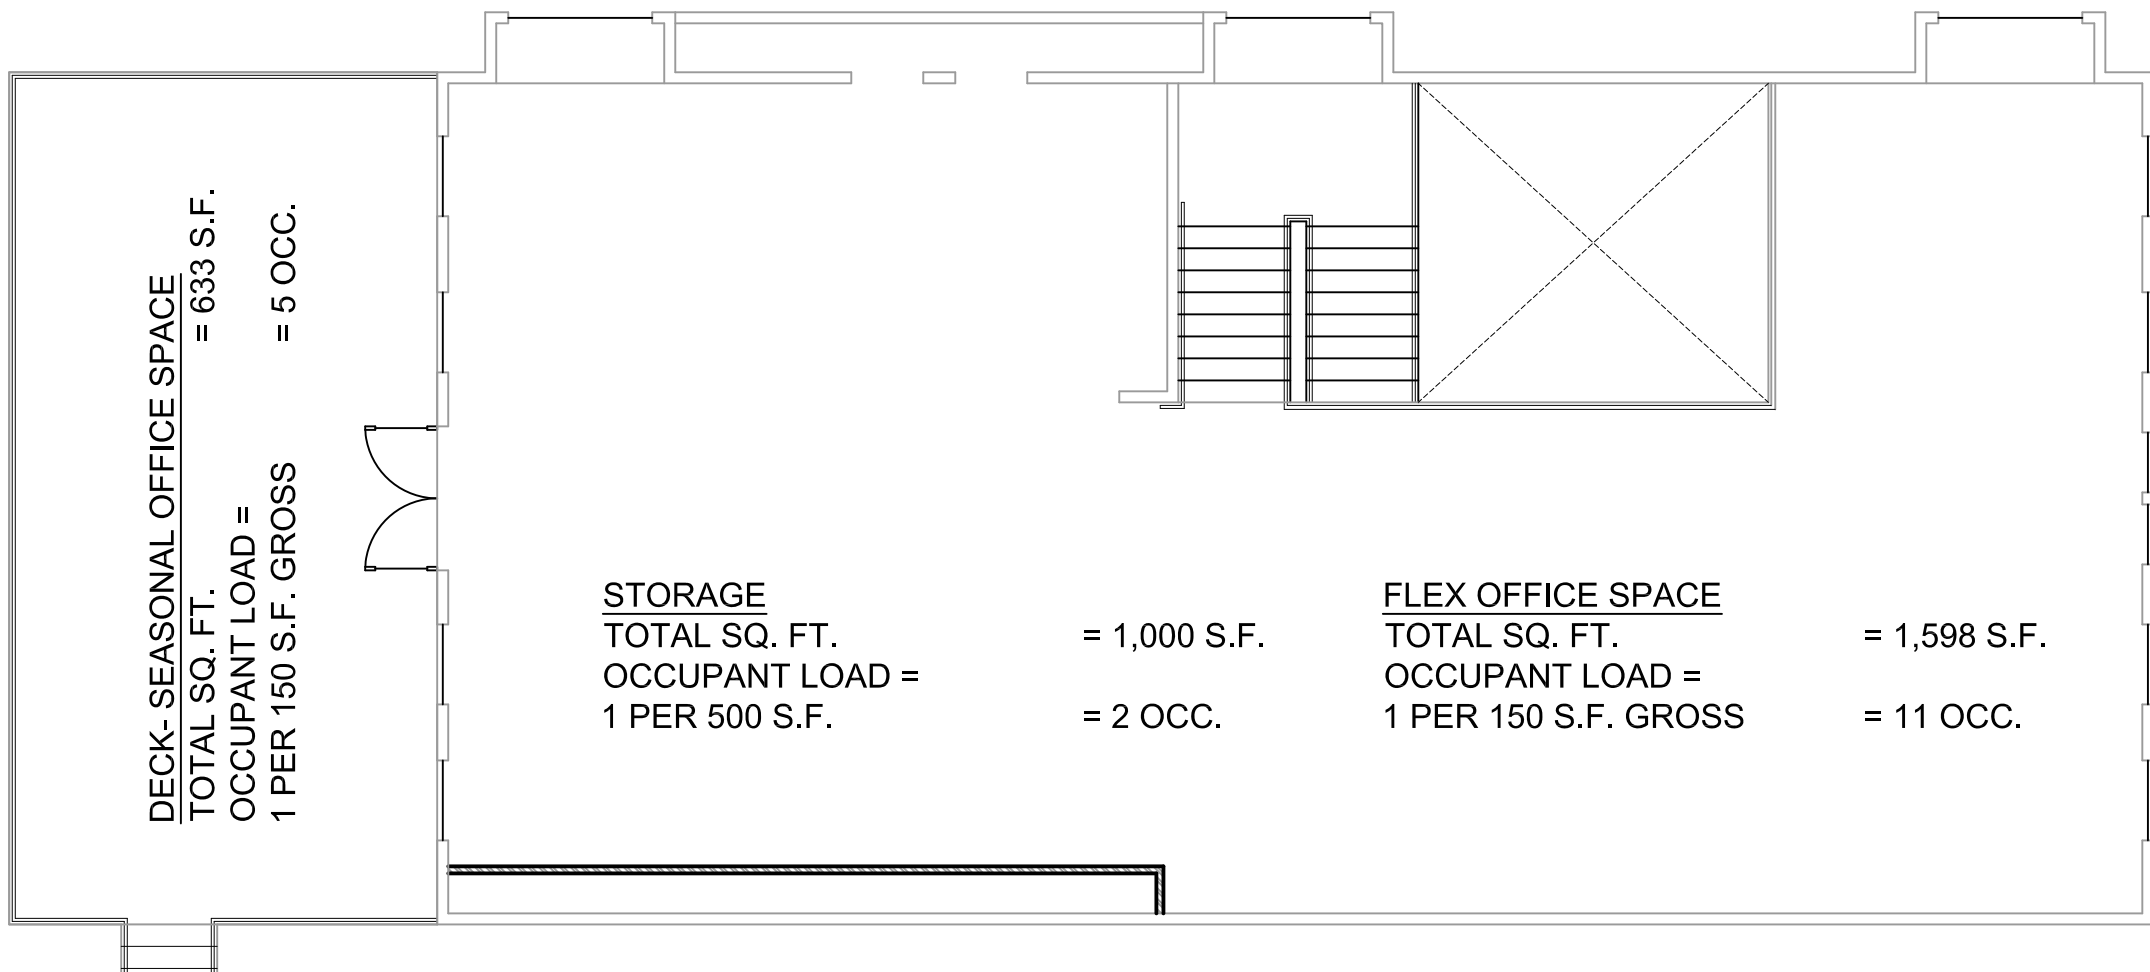 DECK- SEASONAL OFFICE SPACE
TOTAL SQ. FT. = 633 S.F.
OCCUPANT LOAD =
1 PER 150 S.F. GROSS = 5 OCC.
STORAGE
TOTAL SQ. FT. = 1,000 S.F.
OCCUPANT LOAD =
1 PER 500 S.F. = 2 OCC.
FLEX OFFICE SPACE
TOTAL SQ. FT. = 1,598 S.F.
OCCUPANT LOAD =
1 PER 150 S.F. GROSS = 11 OCC.